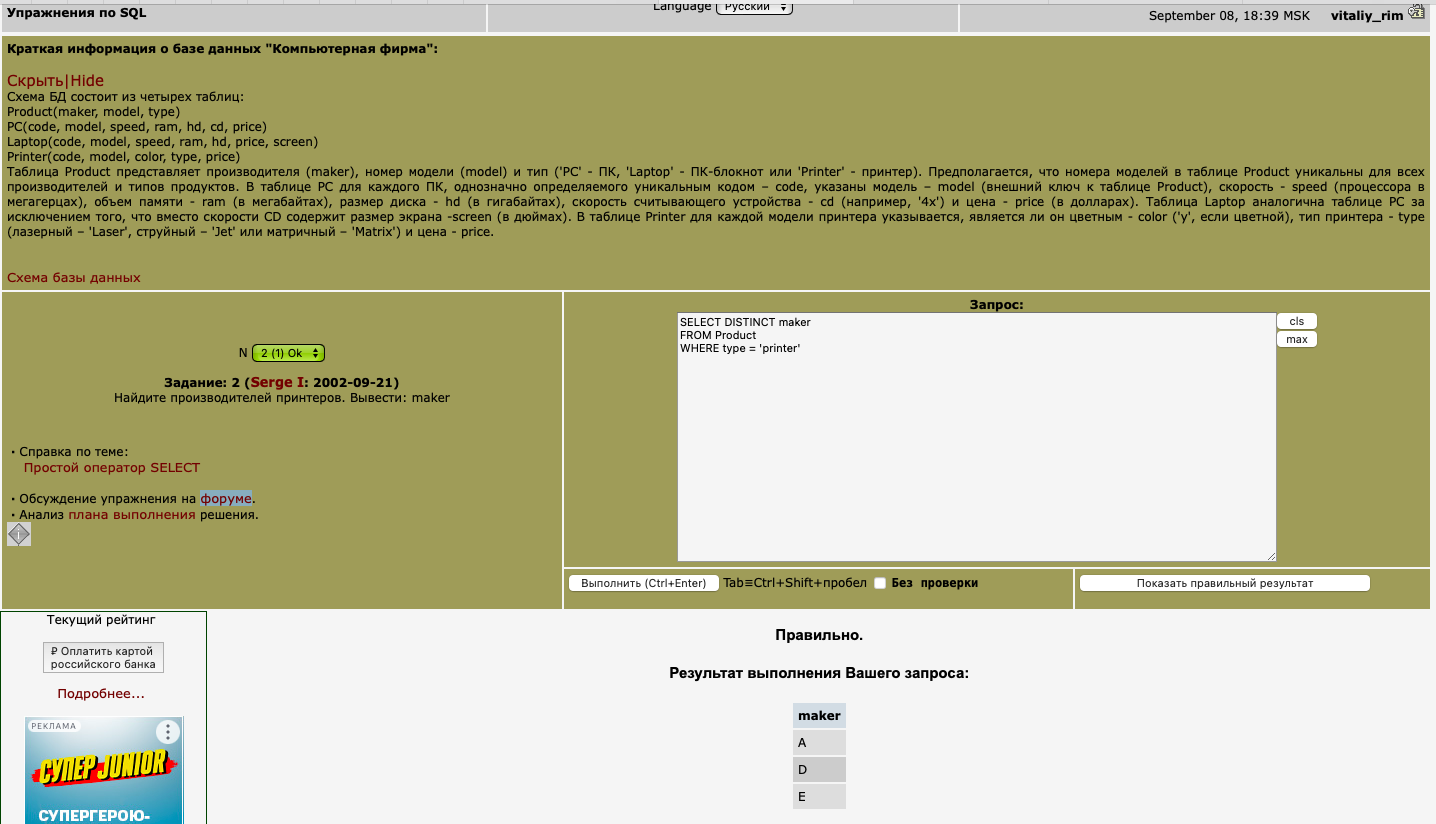 Упражнения по SQL
Language Русский
September 08, 18:39 MSK vitaliy_rim
Краткая информация о базе данных "Компьютерная фирма":
Скрыть|Hide
Схема БД состоит из четырех таблиц:
Product(maker, model, type)
PC(code, model, speed, ram, hd, cd, price)
Laptop(code, model, speed, ram, hd, price, screen)
Printer(code, model, color, type, price)
Таблица Product представляет производителя (maker), номер модели (model) и тип ('PC' - ПК, 'Laptop' - ПК-блокнот или 'Printer' - принтер). Предполагается, что номера моделей в таблице Product уникальны для всех
производителей и типов продуктов. В таблице PC для каждого ПК, однозначно определяемого уникальным кодом – code, указаны модель – model (внешний ключ к таблице Product), скорость - speed (процессора в
мегагерцах), объем памяти - ram (в мегабайтах), размер диска - hd (в гигабайтах), скорость считывающего устройства - cd (например, '4x') и цена - price (в долларах). Таблица Laptop аналогична таблице РС за
исключением того, что вместо скорости CD содержит размер экрана -screen (в дюймах). В таблице Printer для каждой модели принтера указывается, является ли он цветным - color ('y', если цветной), тип принтера - type
(лазерный – 'Laser', струйный – 'Jet' или матричный – 'Matrix') и цена - price.
Схема базы данных
N 2 (1) Ok
Задание: 2 (Serge I: 2002-09-21)
Найдите производителей принтеров. Вывести: maker
· Справка по теме:
Простой оператор SELECT
· Обсуждение упражнения на форуме.
· Анализ плана выполнения решения.
Запрос:
SELECT DISTINCT maker
FROM Product
WHERE type = 'printer'
cls
max
Выполнить (Ctrl+Enter) Tab≡Ctrl+Shift+пробел Без проверки
Показать правильный результат
Текущий рейтинг
₽ Оплатить картой
российского банка
Подробнее...
РЕКЛАМА
СУПЕР JUNIOR
СУПЕРГЕРОЮ-
Правильно.
Результат выполнения Вашего запроса:
maker
A
D
E